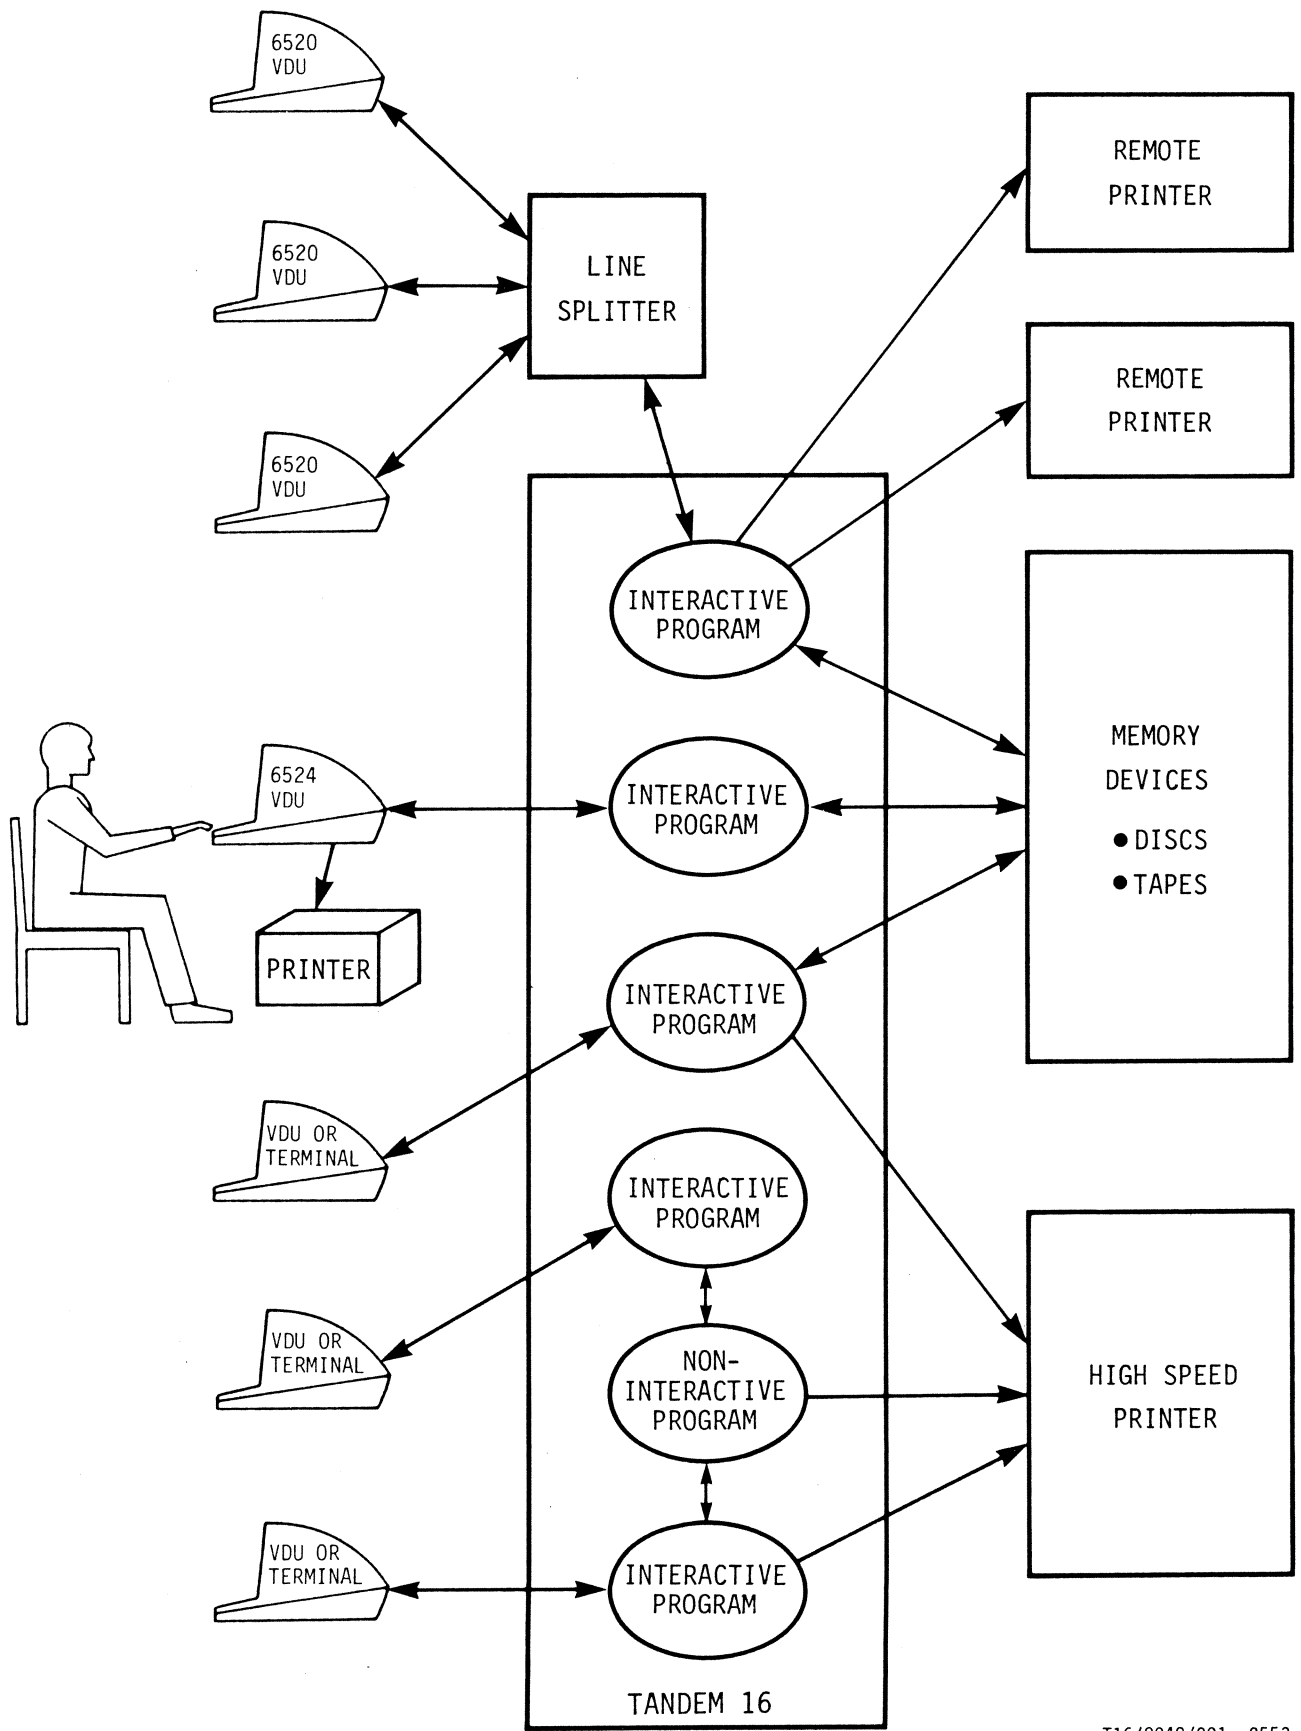 6520
VDU
6520
VDU
6520
VDU
LINE
SPLITTER
REMOTE
PRINTER
REMOTE
PRINTER
INTERACTIVE
PROGRAM
6524
VDU
PRINTER
INTERACTIVE
PROGRAM
MEMORY
DEVICES
● DISCS
● TAPES
INTERACTIVE
PROGRAM
VDU OR
TERMINAL
INTERACTIVE
PROGRAM
VDU OR
TERMINAL
NON-
INTERACTIVE
PROGRAM
HIGH SPEED
PRINTER
VDU OR
TERMINAL
INTERACTIVE
PROGRAM
TANDEM 16